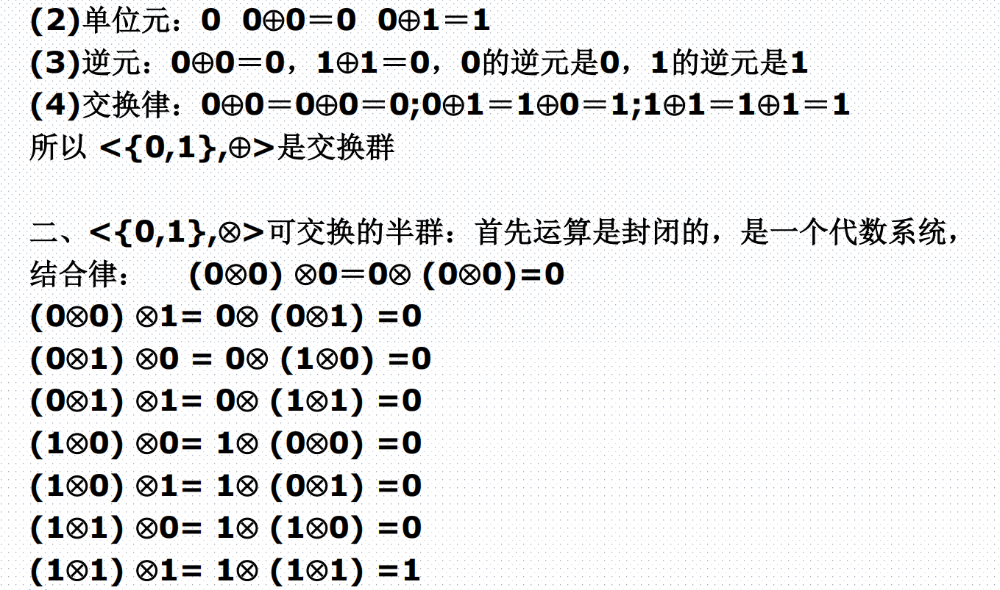 (2)单位元：0 0⊕0＝0 0⊕1＝1
(3)逆元：0⊕0＝0，1⊕1＝0，0的逆元是0，1的逆元是1
(4)交换律：0⊕0＝0⊕0＝0;0⊕1＝1⊕0＝1;1⊕1＝1⊕1＝1
所以 <{0,1},⊕>是交换群
二、<{0,1},⊗>可交换的半群：首先运算是封闭的，是一个代数系统，
结合律： (0⊗0) ⊗0＝0⊗ (0⊗0)=0
(0⊗0) ⊗1= 0⊗ (0⊗1) =0
(0⊗1) ⊗0 = 0⊗ (1⊗0) =0
(0⊗1) ⊗1= 0⊗ (1⊗1) =0
(1⊗0) ⊗0= 1⊗ (0⊗0) =0
(1⊗0) ⊗1= 1⊗ (0⊗1) =0
(1⊗1) ⊗0= 1⊗ (1⊗0) =0
(1⊗1) ⊗1= 1⊗ (1⊗1) =1